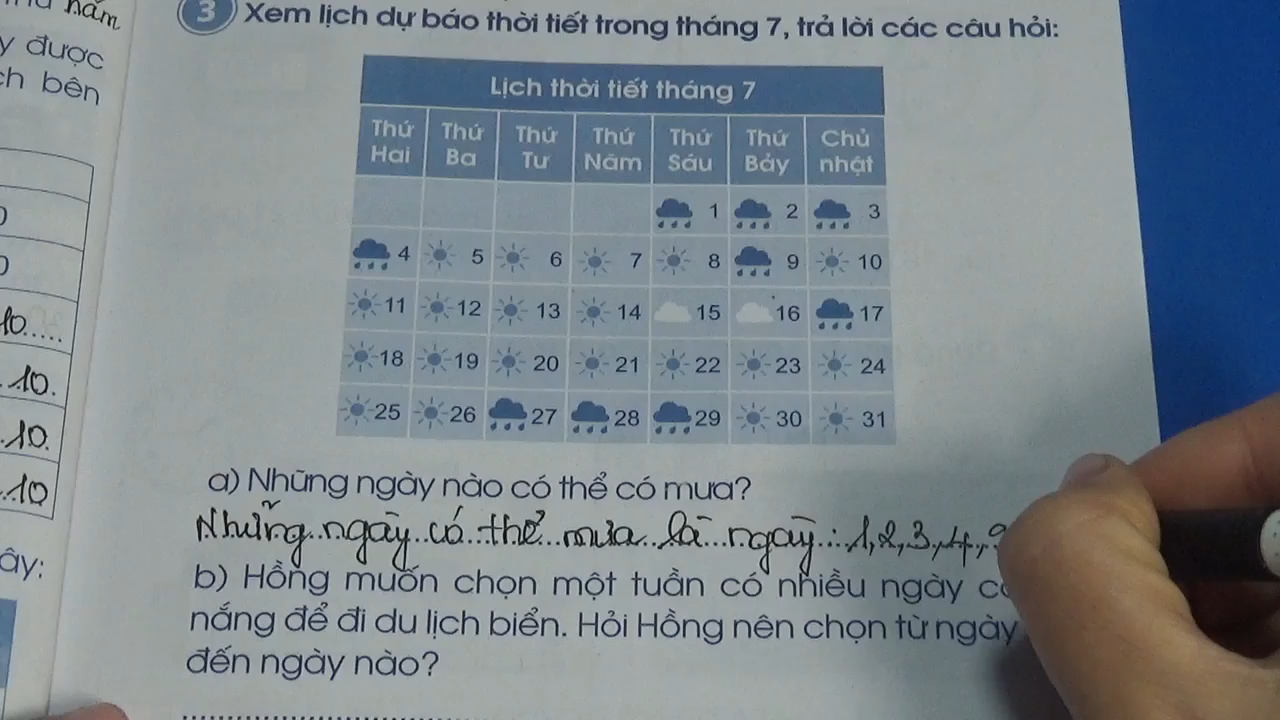 năm
y được
ch bên
10.....
.10.
.10.
.10
ây:
3 Xem lịch dự báo thời tiết trong tháng 7, trả lời các câu hỏi:
Lịch thời tiết tháng 7
Thứ Hai Thứ Ba Thứ Tư Thứ Năm Thứ Sáu Thứ Bảy Chủ nhật
1 2 3
4 5 6 7 8 9 10
11 12 13 14 15 16 17
18 19 20 21 22 23 24
25 26 27 28 29 30 31
a) Những ngày nào có thể có mưa?
Những ngày có thể mưa là ngày : 1, 2, 3, 4,
b) Hồng muốn chọn một tuần có nhiều ngày
nắng để đi du lịch biển. Hỏi Hồng nên chọn từ ngày
đến ngày nào?